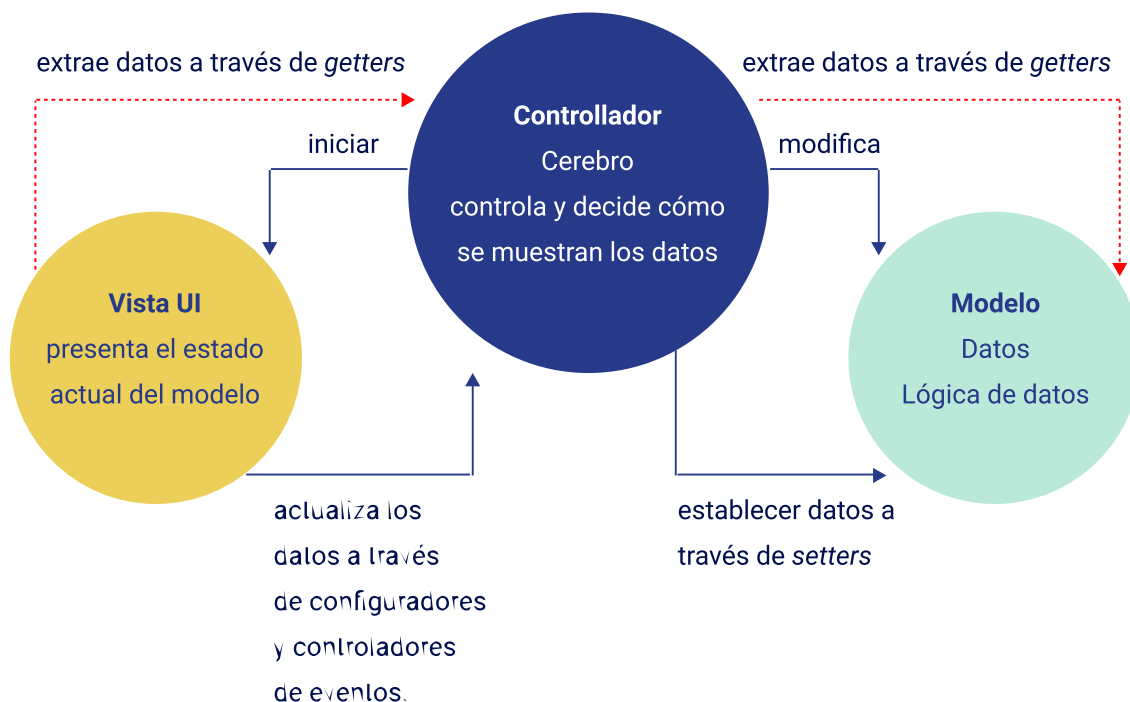 extrae datos a través de getters
extrae datos a través de getters
Controllador
Cerebro
controla y decide cómo
se muestran los datos
iniciar
modifica
Vista UI
presenta el estado
actual del modelo
Modelo
Datos
Lógica de datos
actualiza los
datos a través
de configuradores
y controladores
de eventos.
establecer datos a
través de setters